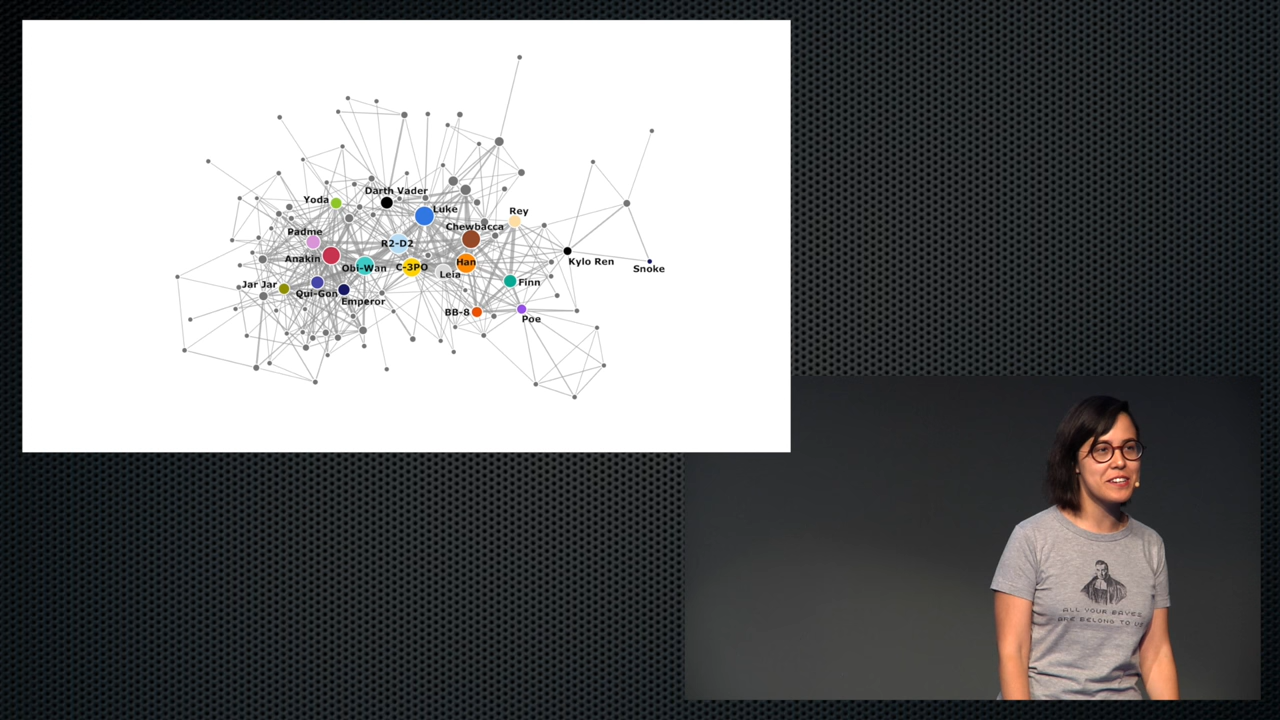 Darth Vader
Yoda
Luke
Rey
Chewbacca
Padme
R2-D2
Anakin
Obi-Wan
C-3PO
Han
Leia
Kylo Ren
Snoke
Jar Jar
Qui-Gon
Emperor
Finn
BB-8
Poe
ALL YOUR BAYES
ARE BELONG TO US